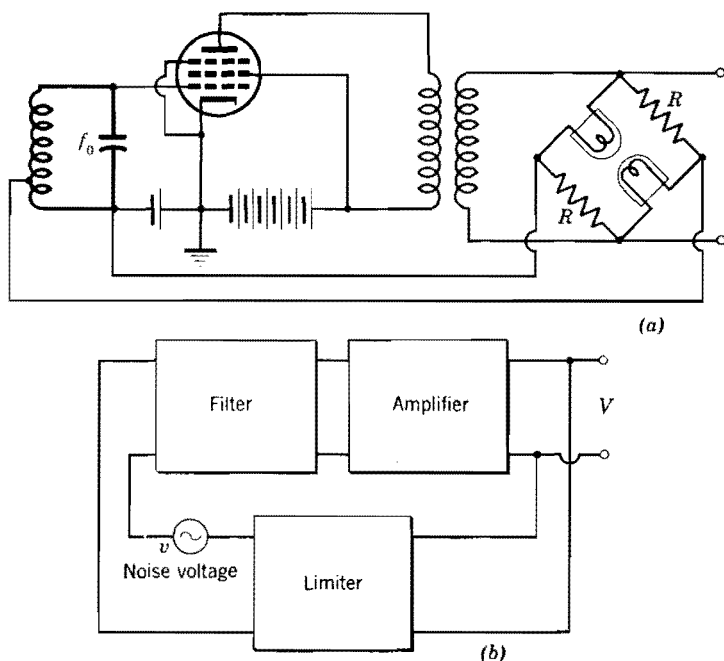 f₀
R
R
(a)
Filter
Amplifier
V
v
Noise voltage
Limiter
(b)